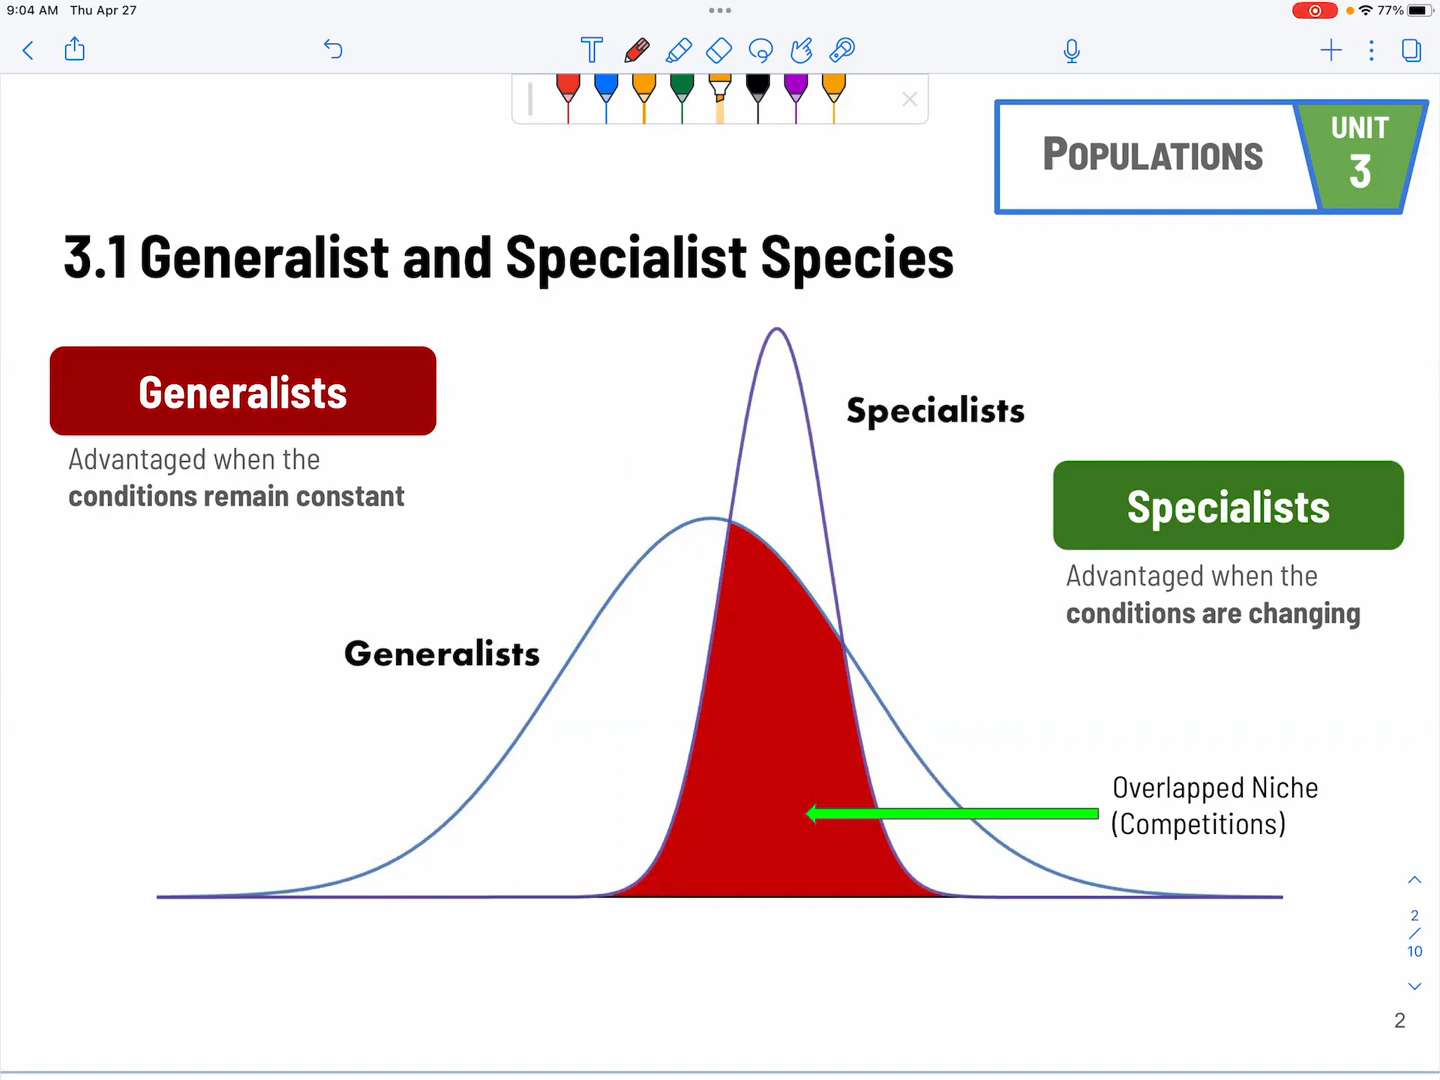 9:04 AM Thu Apr 27
77%
POPULATIONS
UNIT
3
3.1 Generalist and Specialist Species
Generalists
Advantaged when the
conditions remain constant
Specialists
Specialists
Advantaged when the
conditions are changing
Generalists
Overlapped Niche
(Competitions)
2
/
10
2